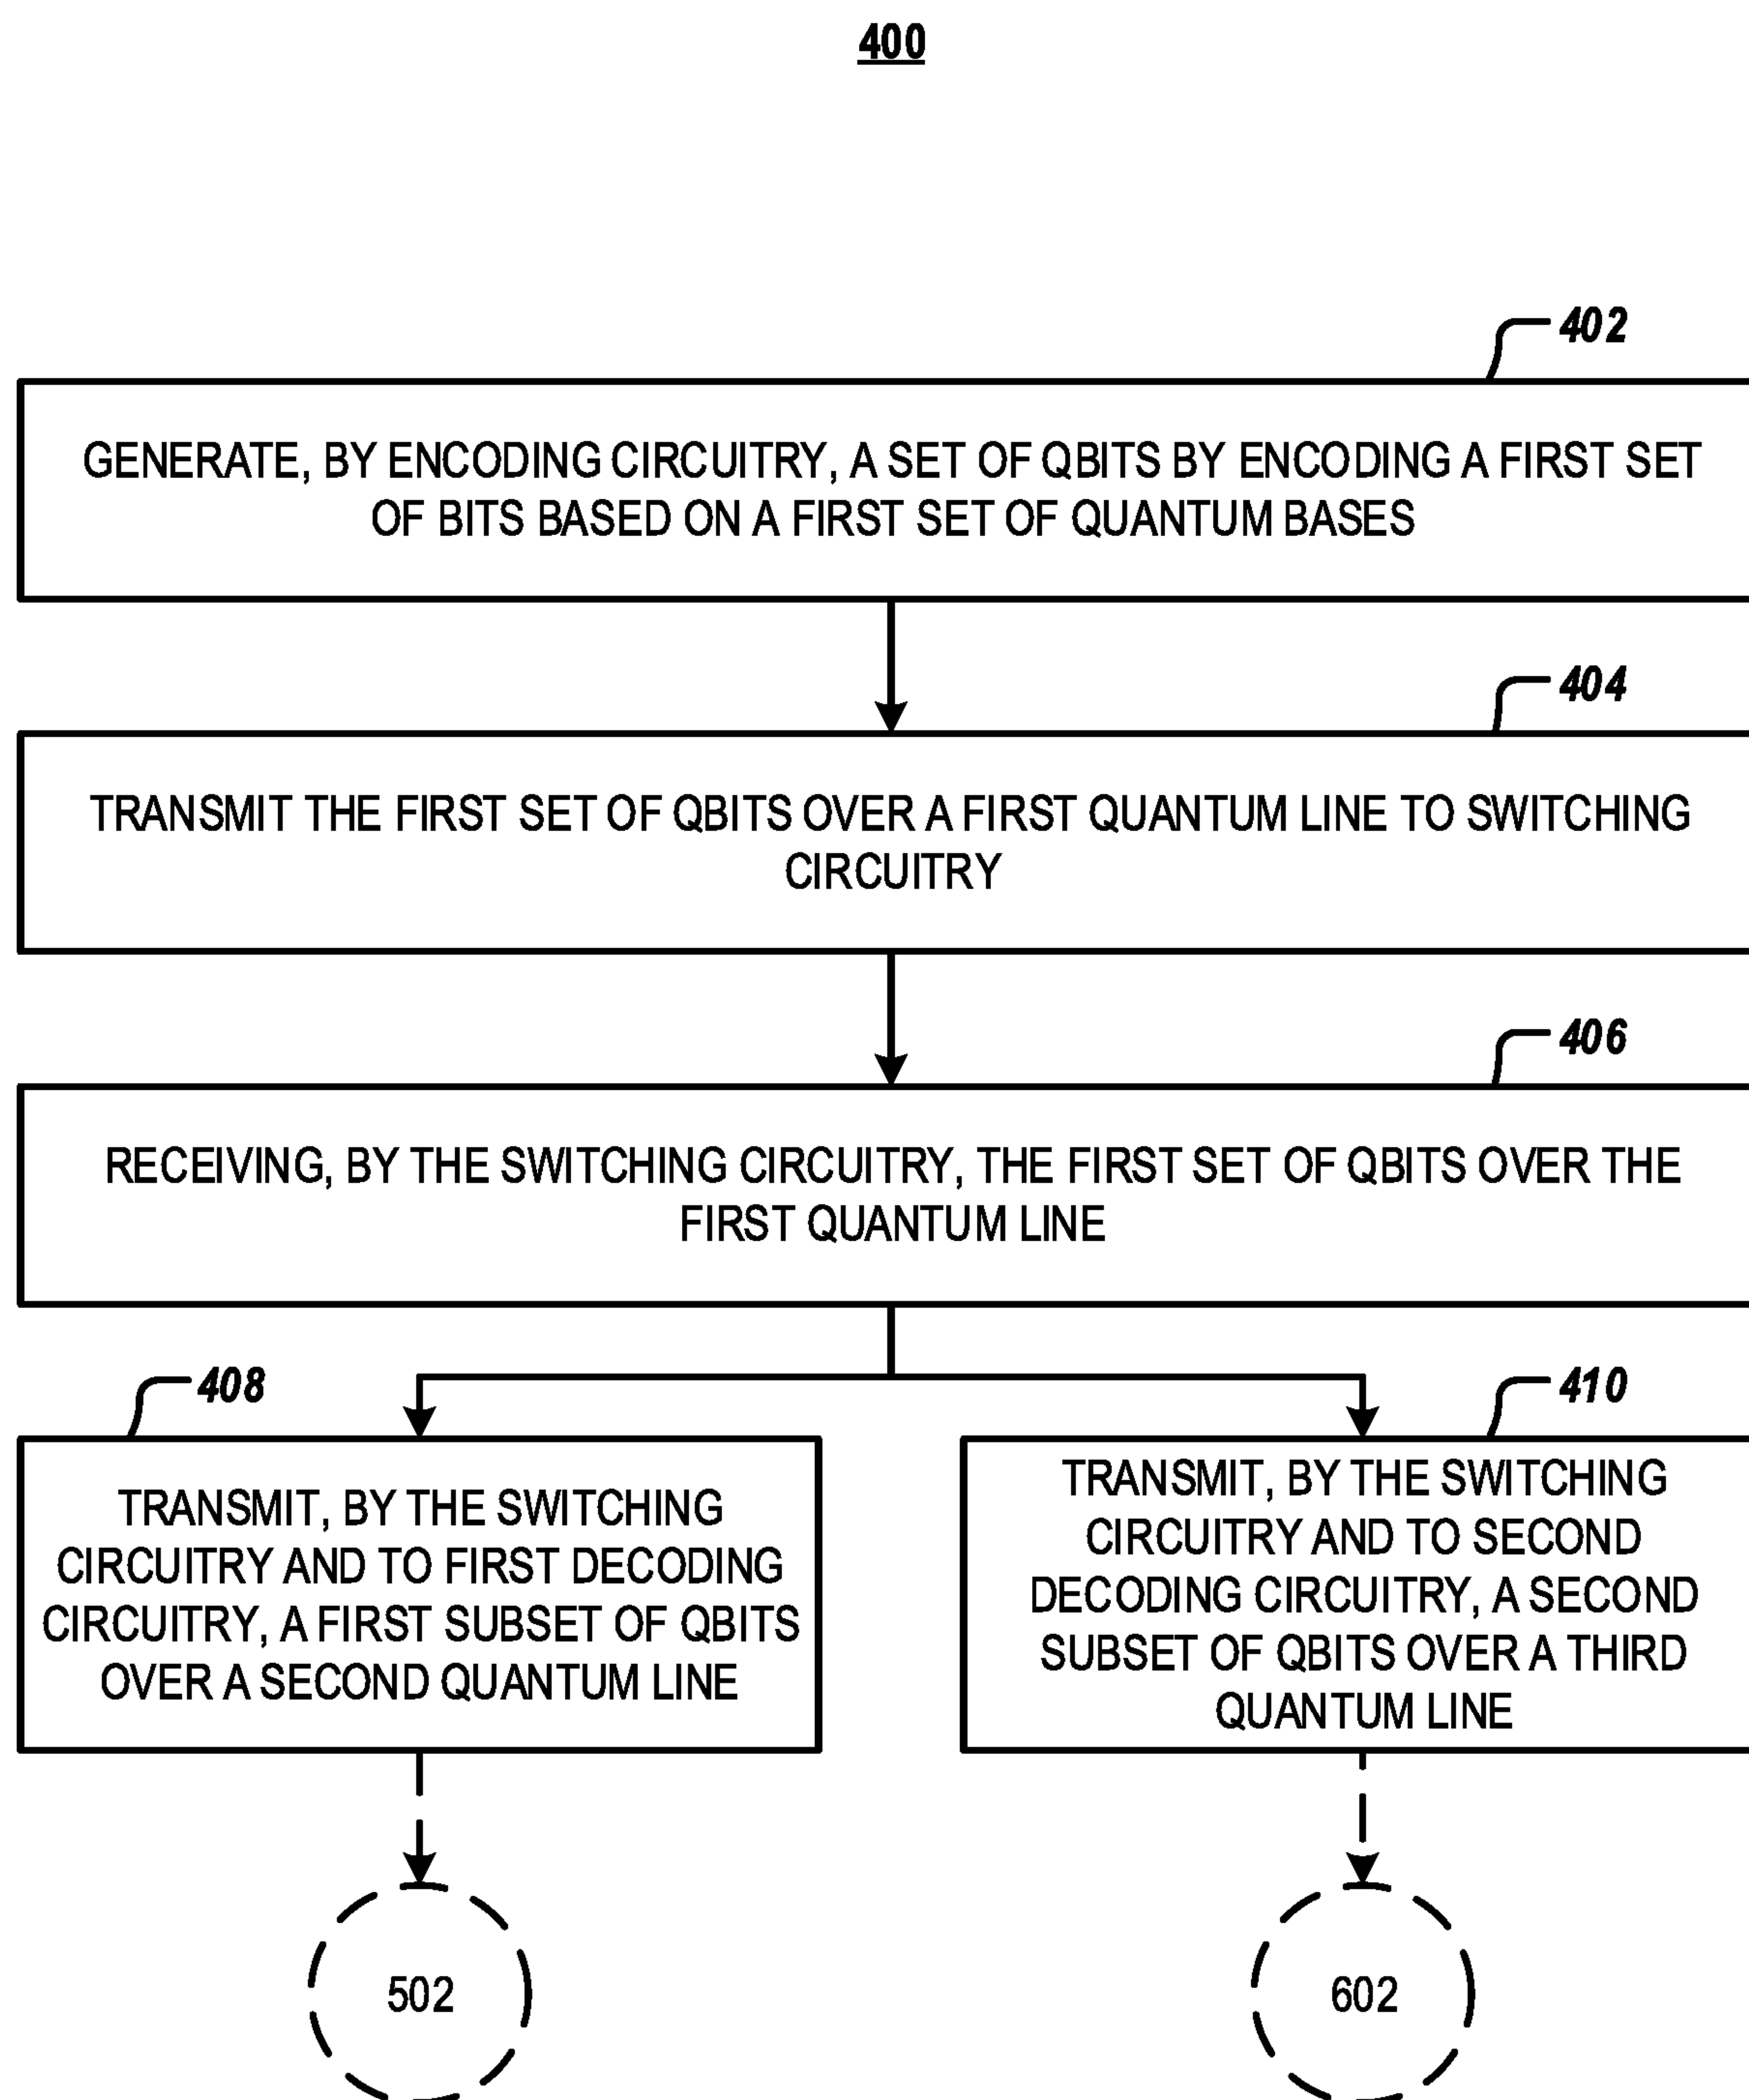 400
402
GENERATE, BY ENCODING CIRCUITRY, A SET OF QBITS BY ENCODING A FIRST SET
OF BITS BASED ON A FIRST SET OF QUANTUM BASES
404
TRANSMIT THE FIRST SET OF QBITS OVER A FIRST QUANTUM LINE TO SWITCHING
CIRCUITRY
406
RECEIVING, BY THE SWITCHING CIRCUITRY, THE FIRST SET OF QBITS OVER THE
FIRST QUANTUM LINE
408
TRANSMIT, BY THE SWITCHING
CIRCUITRY AND TO FIRST DECODING
CIRCUITRY, A FIRST SUBSET OF QBITS
OVER A SECOND QUANTUM LINE
410
TRANSMIT, BY THE SWITCHING
CIRCUITRY AND TO SECOND
DECODING CIRCUITRY, A SECOND
SUBSET OF QBITS OVER A THIRD
QUANTUM LINE
502
602